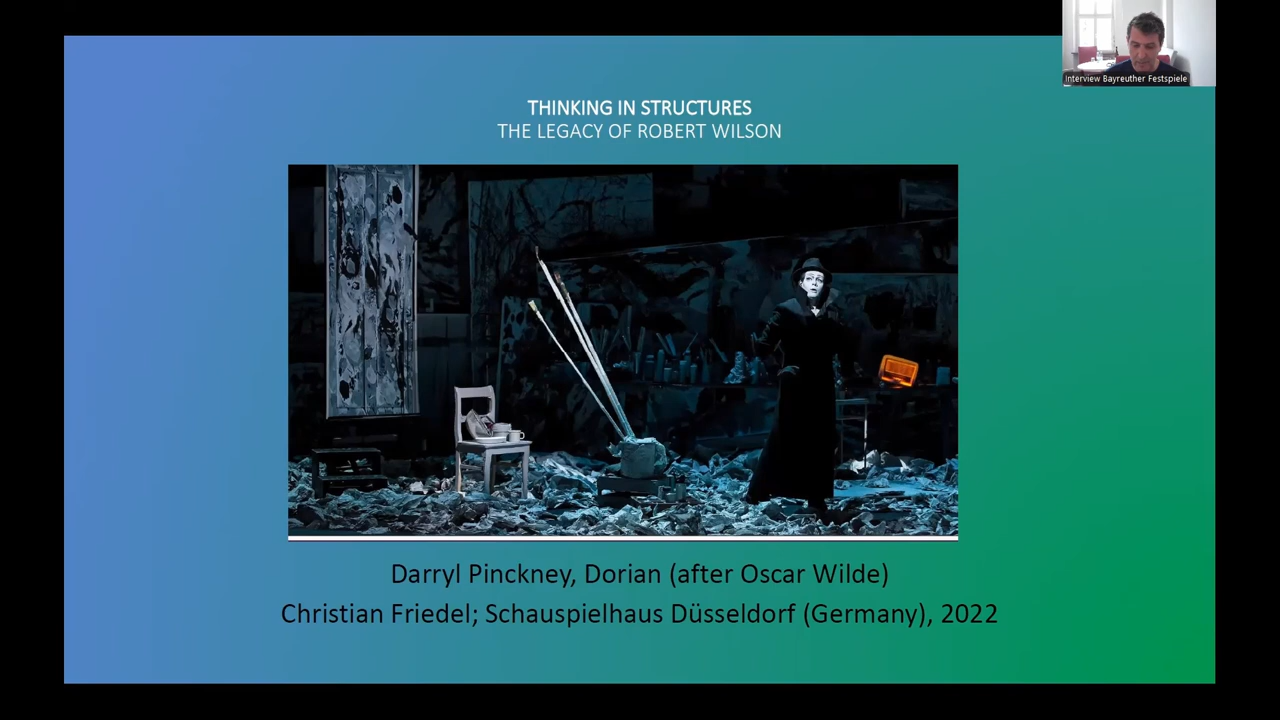 Interview Bayreuther Festspiele
THINKING IN STRUCTURES
THE LEGACY OF ROBERT WILSON
Darryl Pinckney, Dorian (after Oscar Wilde)
Christian Friedel; Schauspielhaus Düsseldorf (Germany), 2022